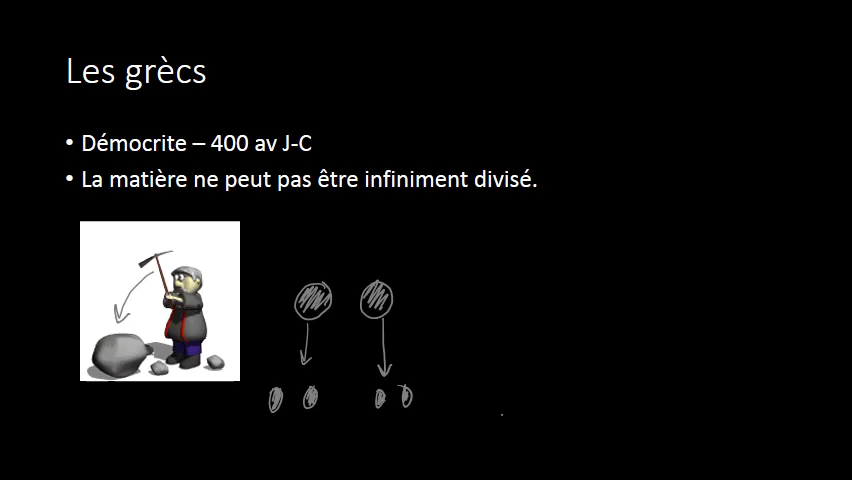 Les grècs
• Démocrite – 400 av J-C
• La matière ne peut pas être infiniment divisé.